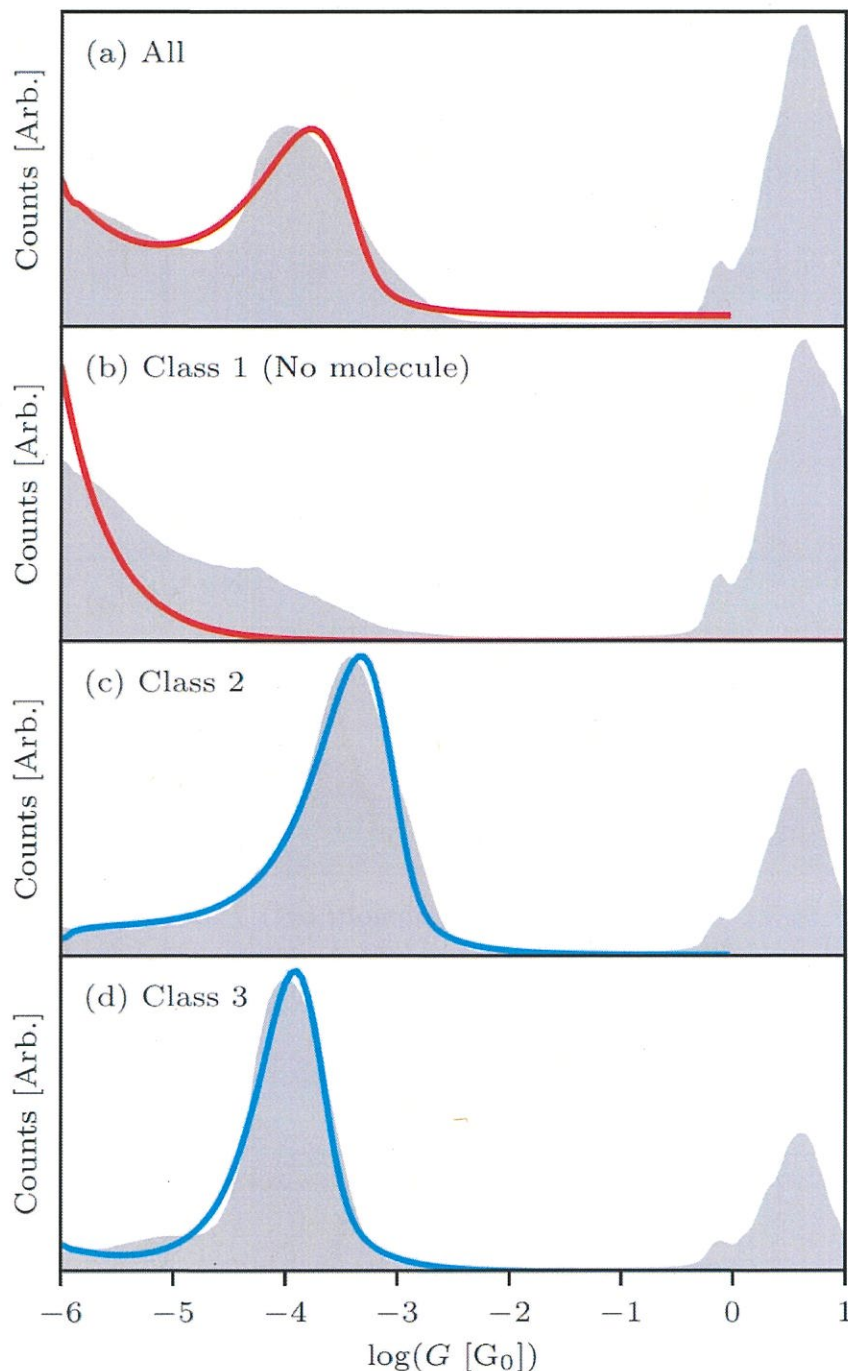 (a) All
Counts [Arb.]
(b) Class 1 (No molecule)
Counts [Arb.]
(c) Class 2
Counts [Arb.]
(d) Class 3
Counts [Arb.]
−6 −5 −4 −3 −2 −1 0 1
log(G [G₀])